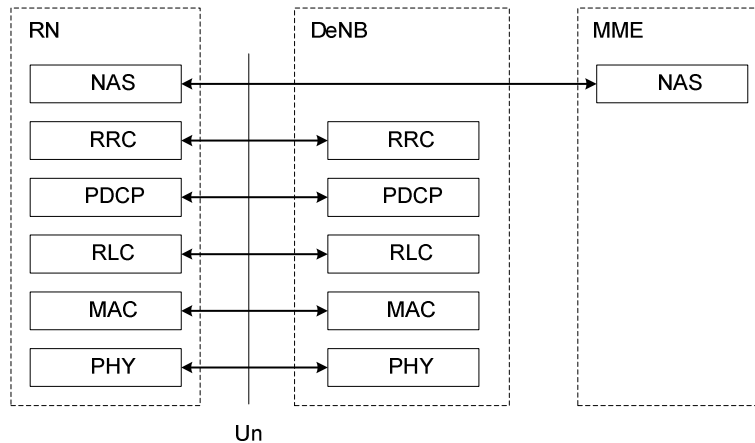 RN DeNB MME
NAS NAS
RRC RRC
PDCP PDCP
RLC RLC
MAC MAC
PHY PHY
Un